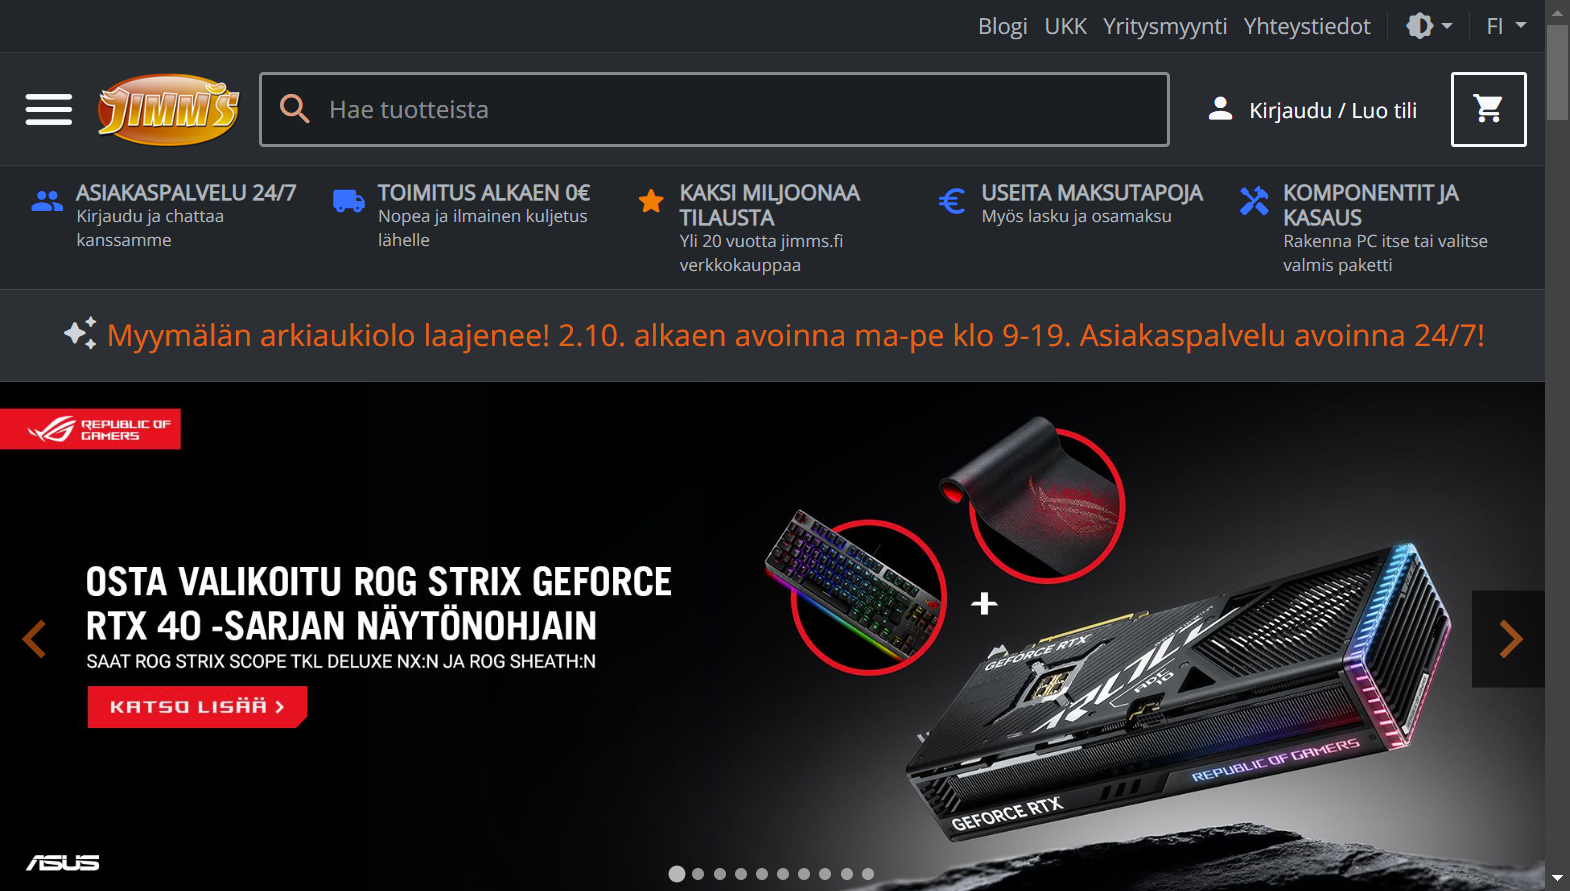 Blogi UKK Yritysmyynti Yhteystiedot FI
JIMM'S
Hae tuotteista
Kirjaudu / Luo tili
ASIAKASPALVELU 24/7
Kirjaudu ja chattaa
kanssamme
TOIMITUS ALKAEN 0€
Nopea ja ilmainen kuljetus
lähelle
KAKSI MILJOONAA
TILAUSTA
Yli 20 vuotta jimms.fi
verkkokauppaa
USEITA MAKSUTAPOJA
Myös lasku ja osamaksu
KOMPONENTIT JA
KASAUS
Rakenna PC itse tai valitse
valmis paketti
Myymälän arkiaukiolo laajenee! 2.10. alkaen avoinna ma-pe klo 9-19. Asiakaspalvelu avoinna 24/7!
REPUBLIC OF
GAMERS
OSTA VALIKOITU ROG STRIX GEFORCE
RTX 40 -SARJAN NÄYTÖNOHJAIN
SAAT ROG STRIX SCOPE TKL DELUXE NX:N JA ROG SHEATH:N
KATSO LISÄÄ
GEFORCE RTX
REPUBLIC OF GAMERS
GEFORCE RTX
ASUS